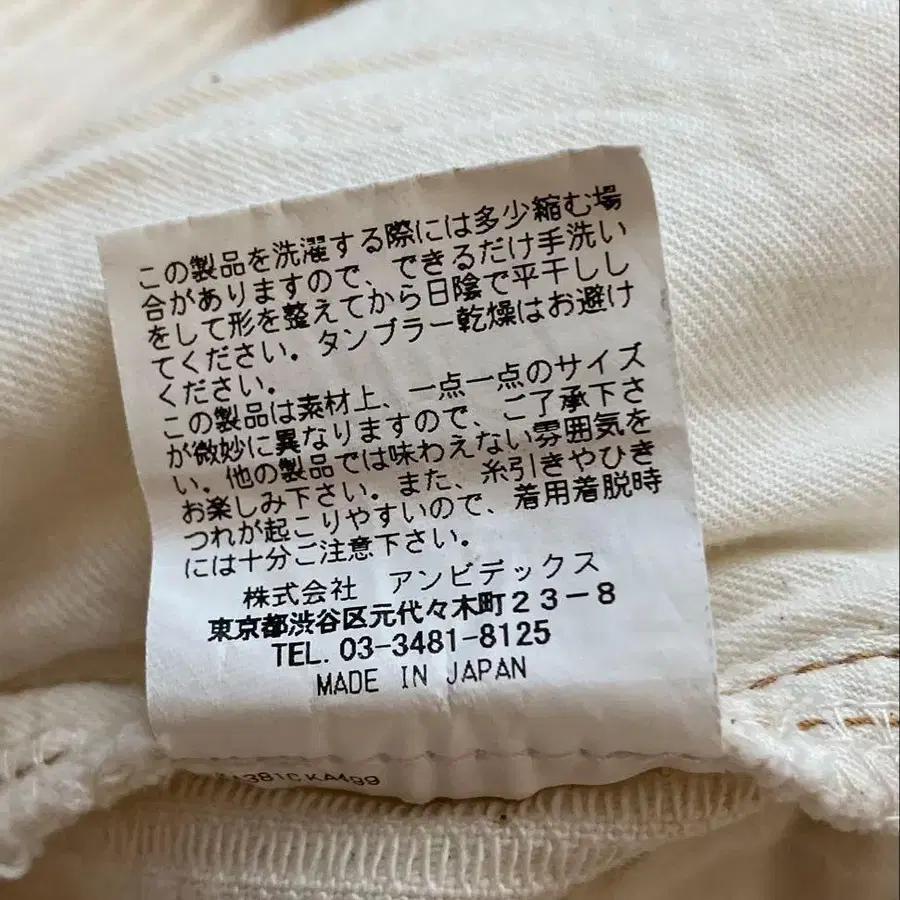 この製品を洗濯する際には多少縮む場
合がありますので、できるだけ手洗い
をして形を整えてから日陰で平干しし
てください。タンブラー乾燥はお避け
ください。
この製品は素材上、一点一点のサイズ
が微妙に異なりますので、ご了承下さ
い。他の製品では味わえない雰囲気を
お楽しみ下さい。また、糸引きやひき
つれが起こりやすいので、着用着脱時
には十分ご注意下さい。
株式会社 アンビデックス
東京都渋谷区元代々木町23-8
TEL. 03-3481-8125
MADE IN JAPAN